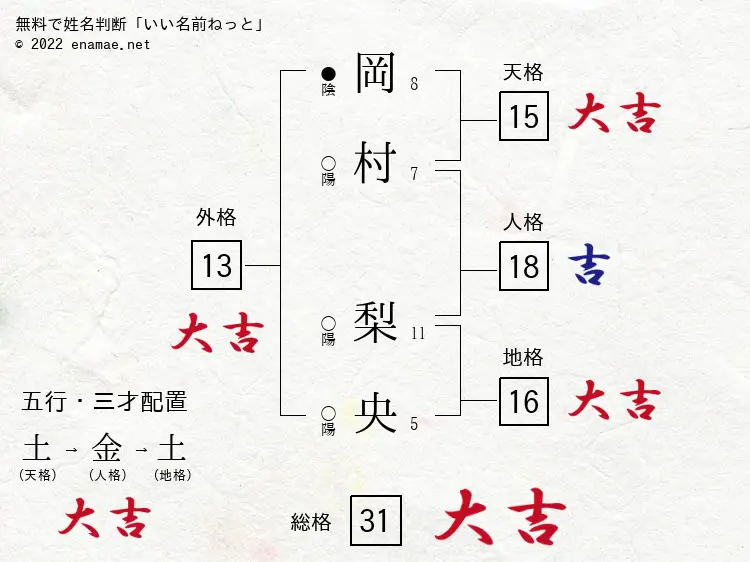 無料で姓名判断「いい名前ねっと」
© 2022 enamae.net
●陰 岡 8
○陽 村 7
○陽 梨 11
○陽 央 5
天格
15 大吉
人格
18 吉
地格
16 大吉
外格
13
大吉
五行・三才配置
土→金→土
(天格) (人格) (地格)
大吉
総格 31 大吉